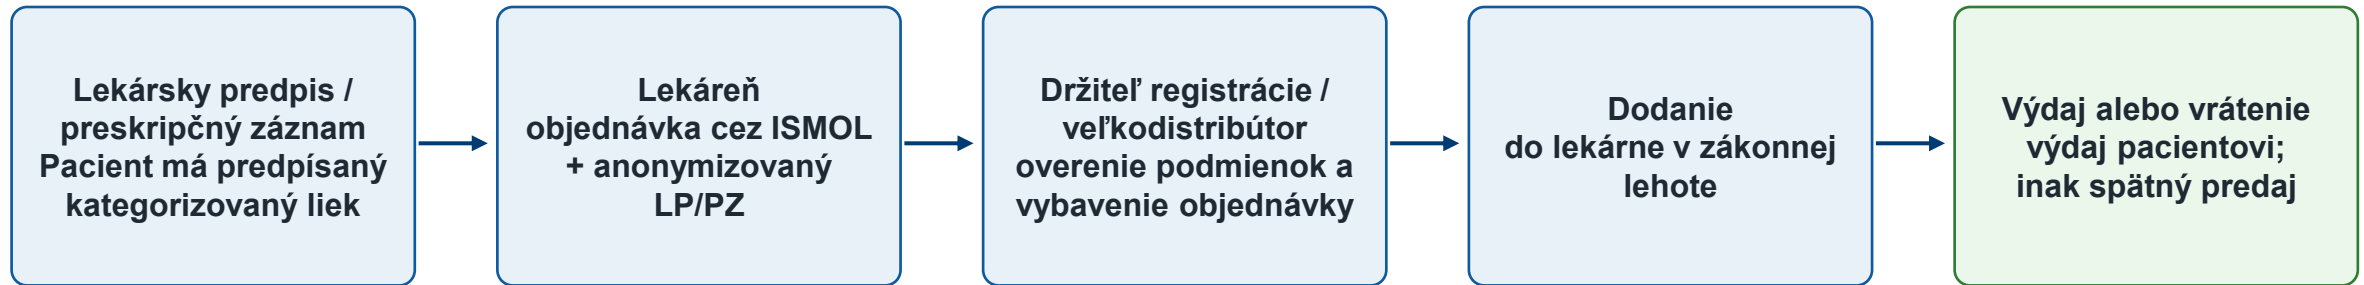 Lekársky predpis /
preskripčný záznam
Pacient má predpísaný
kategorizovaný liek
Lekáreň
objednávka cez ISMOL
+ anonymizovaný
LP/PZ
Držiteľ registrácie /
veľkodistribútor
overenie podmienok a
vybavenie objednávky
Dodanie
do lekárne v zákonnej
lehote
Výdaj alebo vrátenie
výdaj pacientovi;
inak spätný predaj